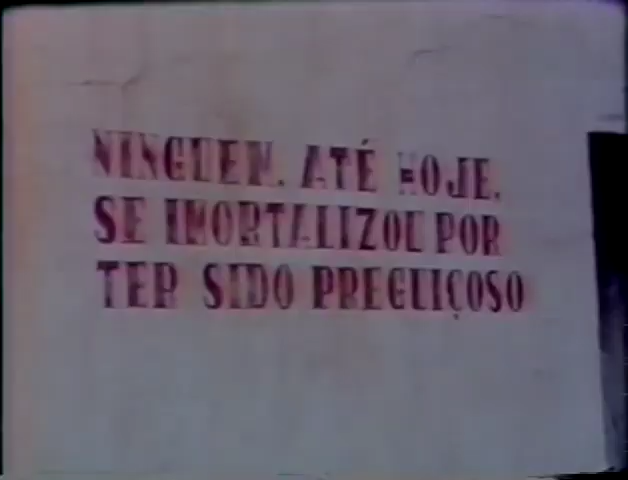 NINGUEM, ATÉ HOJE,
SE IMORTALIZOU POR
TER SIDO PREGUIÇOSO